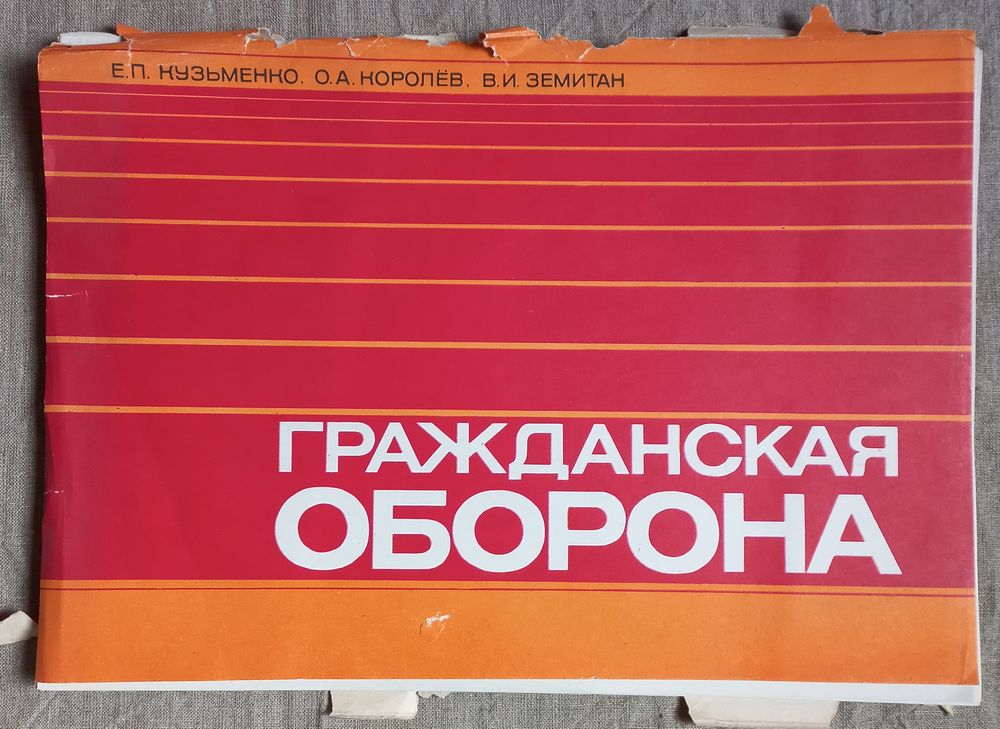 Е.П. КУЗЬМЕНКО, О.А. КОРОЛЁВ, В.И. ЗЕМИТАН
ГРАЖДАНСКАЯ
ОБОРОНА